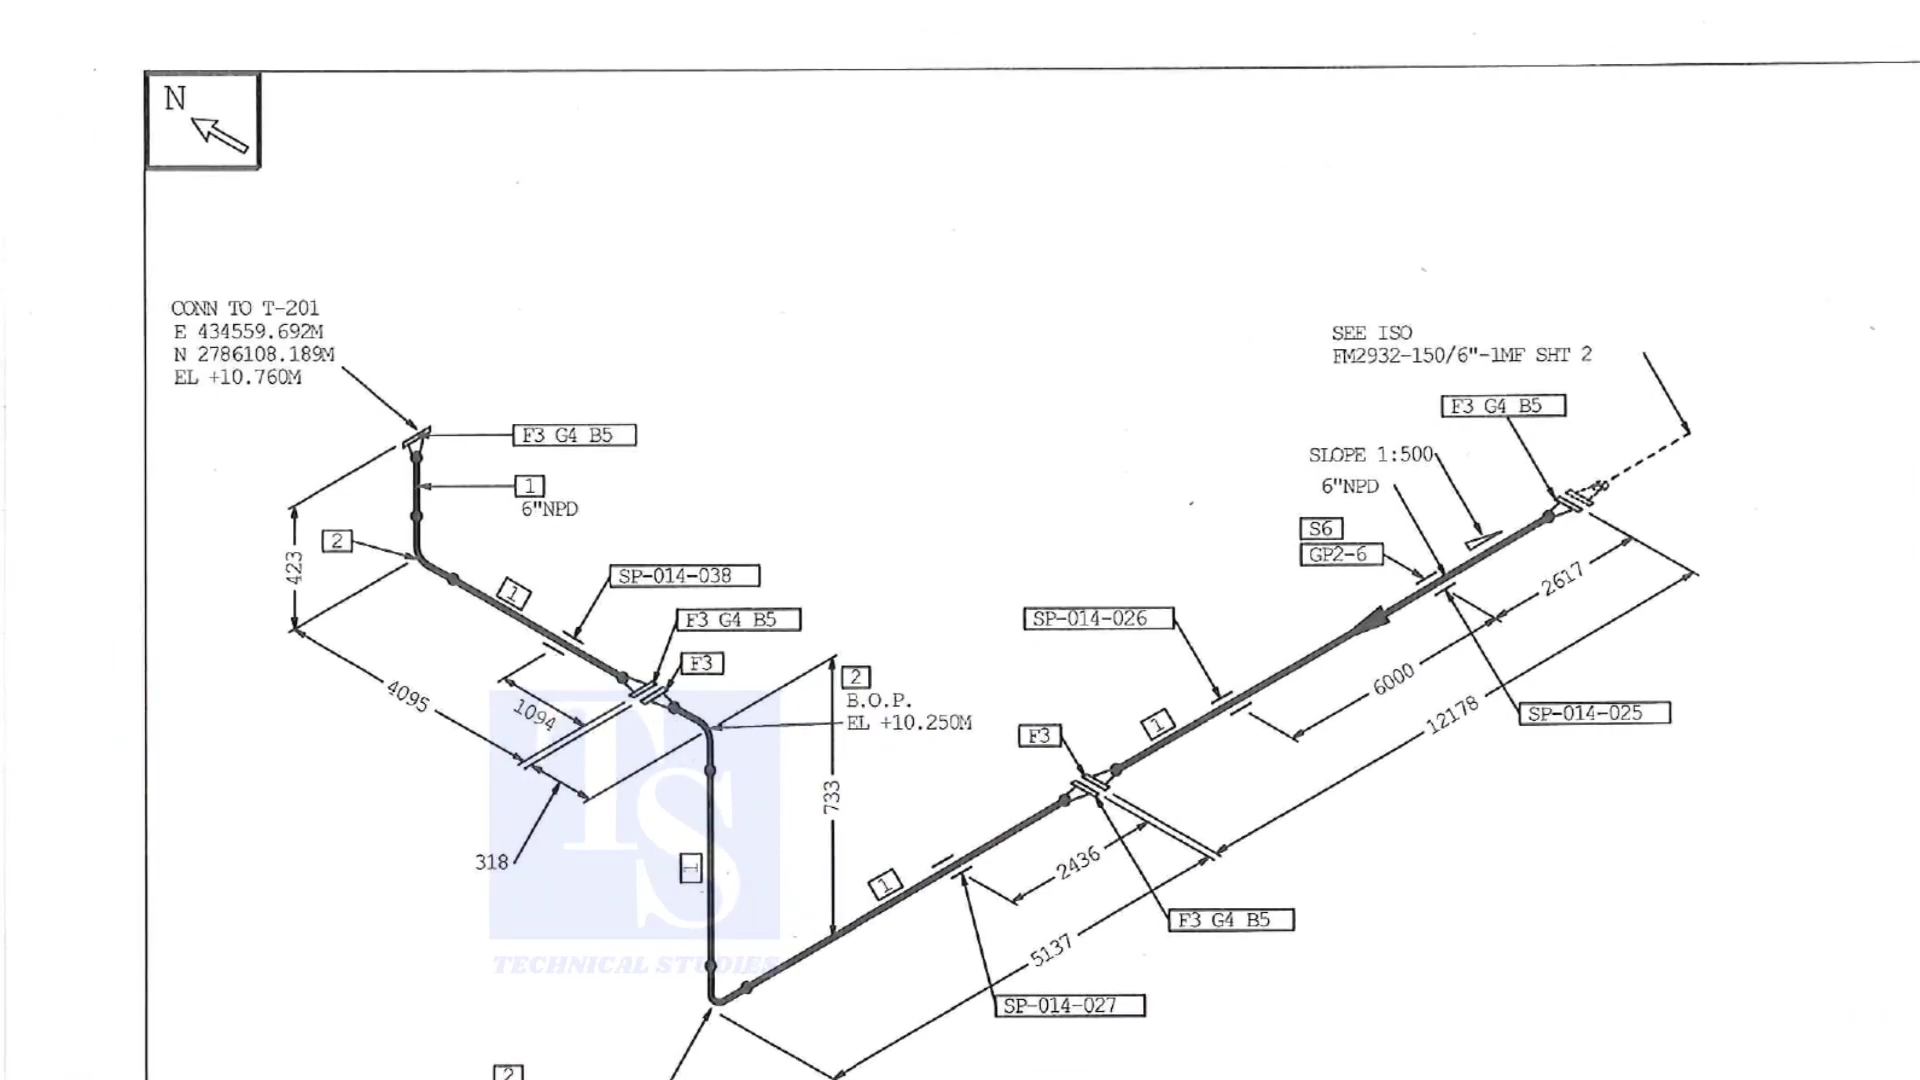 N
CONN TO T-201
E 434559.692M
N 2786108.189M
EL +10.760M
F3 G4 B5
1
6"NPD
2
423
1
SP-014-038
F3 G4 B5
F3
4095
1094
318
2
B.O.P.
EL +10.250M
733
1
TS
TECHNICAL STUDIES
2
SEE ISO
FM2932-150/6"-1MF SHT 2
F3 G4 B5
SLOPE 1:500
6"NPD
S6
GP2-6
2617
SP-014-026
6000
12178
SP-014-025
1
F3
1
2436
F3 G4 B5
5137
SP-014-027